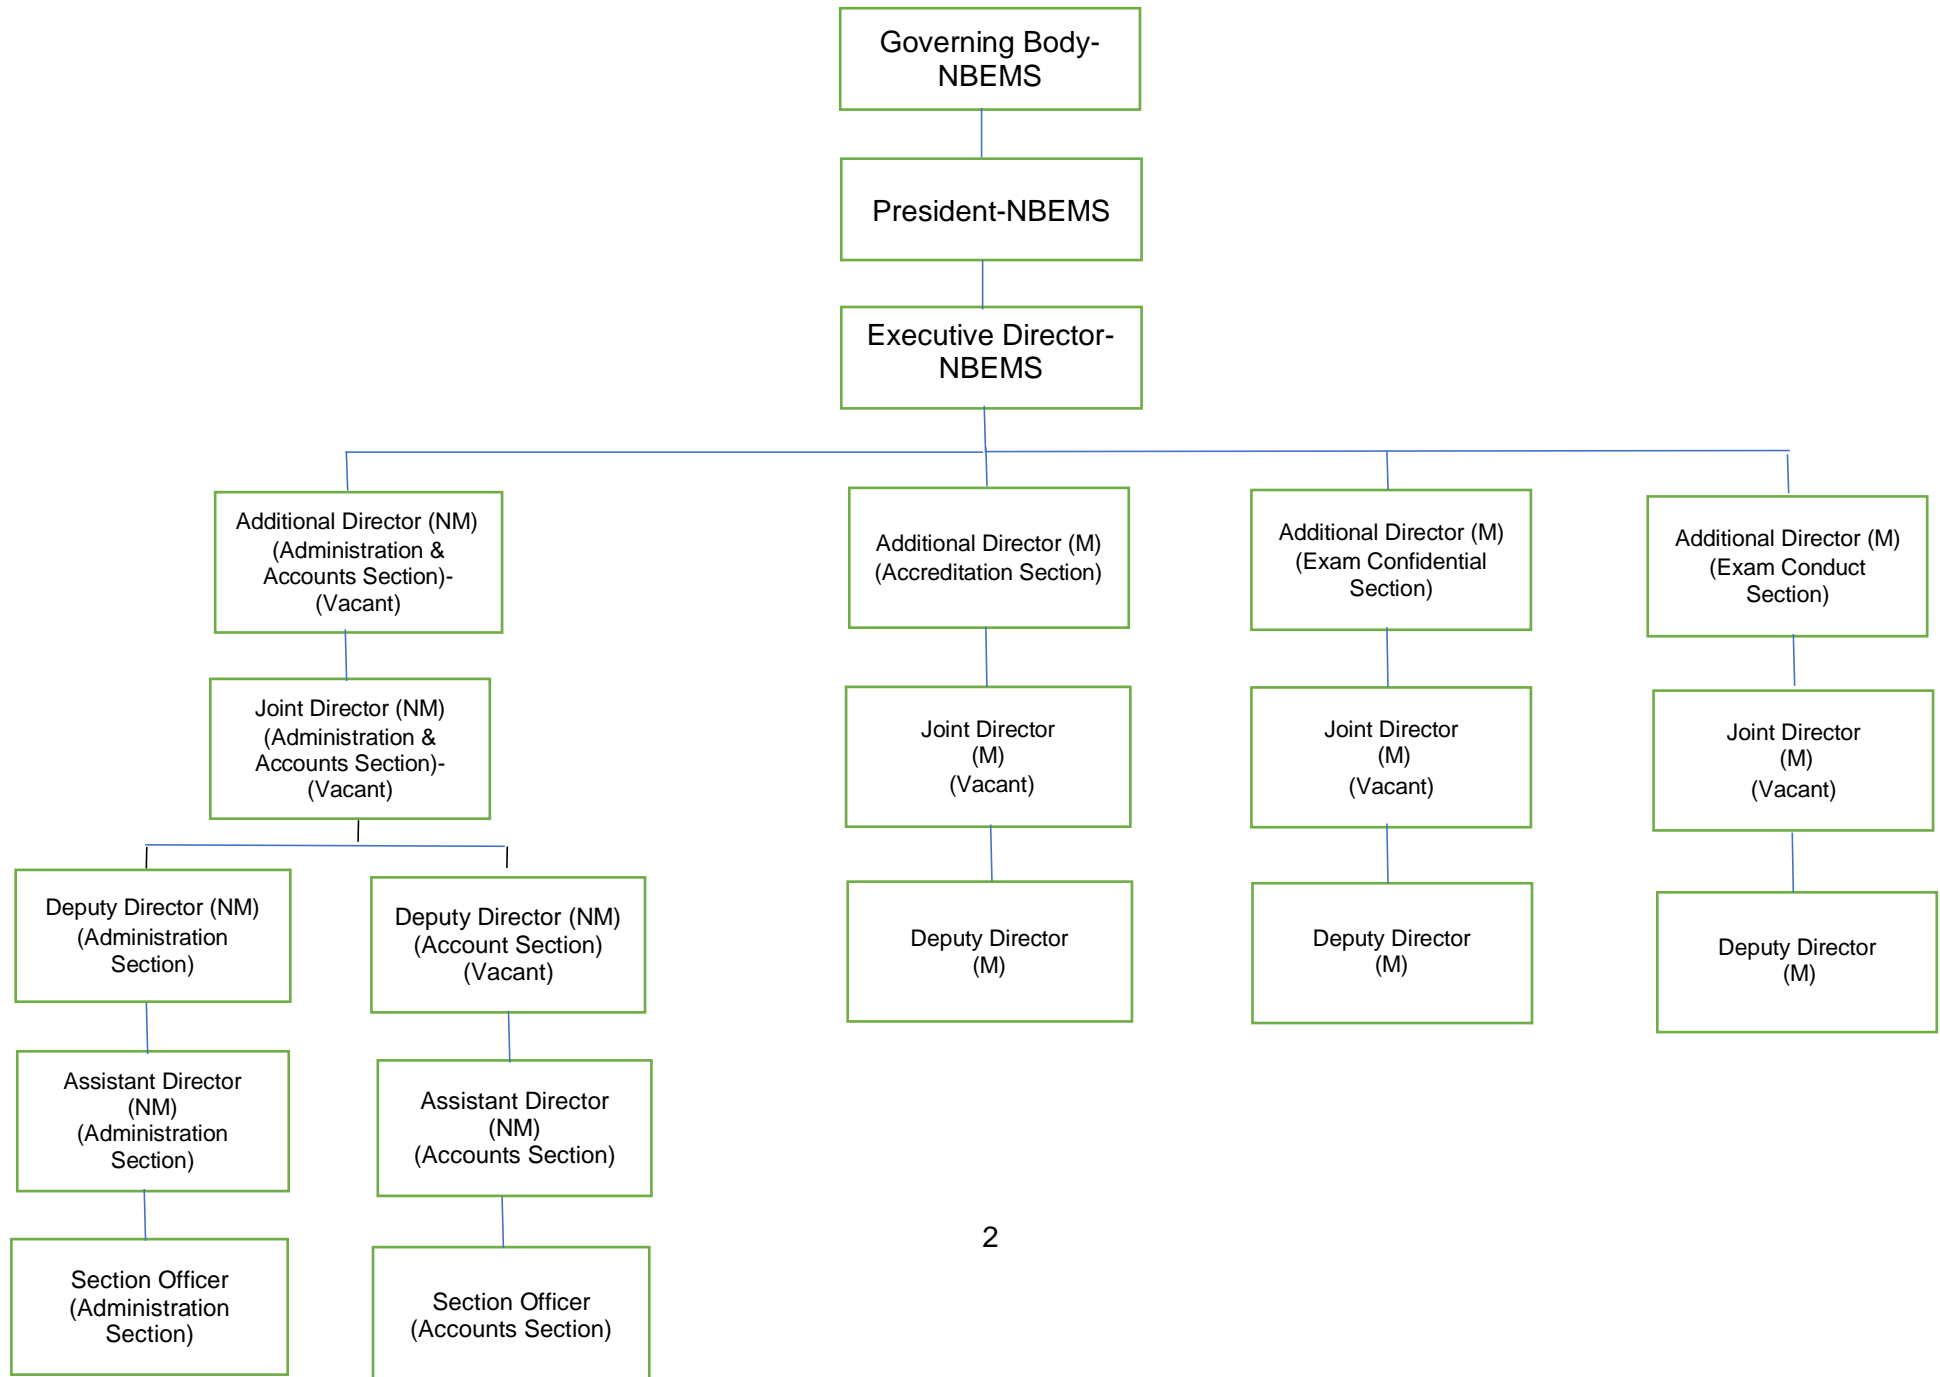 Governing Body-
NBEMS
President-NBEMS
Executive Director-
NBEMS
Additional Director (NM)
(Administration &
Accounts Section)-
(Vacant)
Additional Director (M)
(Accreditation Section)
Additional Director (M)
(Exam Confidential
Section)
Additional Director (M)
(Exam Conduct
Section)
Joint Director (NM)
(Administration &
Accounts Section)-
(Vacant)
Joint Director
(M)
(Vacant)
Joint Director
(M)
(Vacant)
Joint Director
(M)
(Vacant)
Deputy Director (NM)
(Administration
Section)
Deputy Director (NM)
(Account Section)
(Vacant)
Deputy Director
(M)
Deputy Director
(M)
Deputy Director
(M)
Assistant Director
(NM)
(Administration
Section)
Assistant Director
(NM)
(Accounts Section)
Section Officer
(Administration
Section)
Section Officer
(Accounts Section)
2